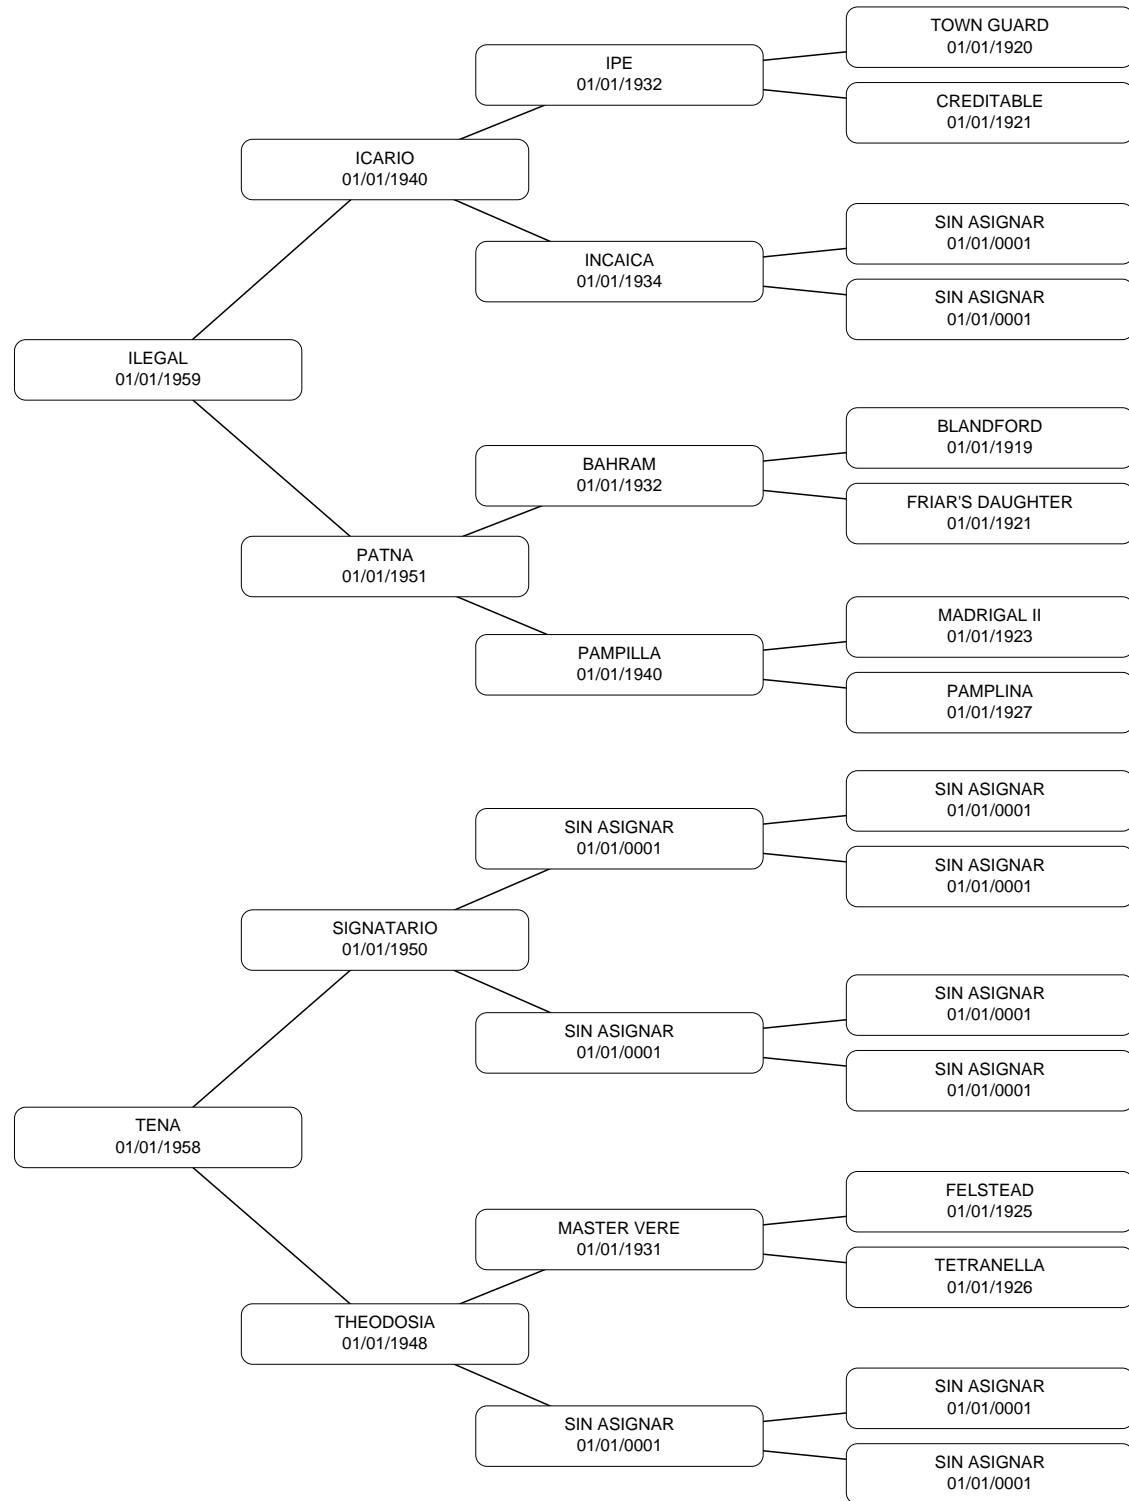 TOWN GUARD
01/01/1920
IPE
01/01/1932
CREDITABLE
01/01/1921
ICARIO
01/01/1940
SIN ASIGNAR
01/01/0001
INCAICA
01/01/1934
SIN ASIGNAR
01/01/0001
ILEGAL
01/01/1959
BLANDFORD
01/01/1919
BAHRAM
01/01/1932
FRIAR'S DAUGHTER
01/01/1921
PATNA
01/01/1951
MADRIGAL II
01/01/1923
PAMPILLA
01/01/1940
PAMPLINA
01/01/1927
SIN ASIGNAR
01/01/0001
SIN ASIGNAR
01/01/0001
SIN ASIGNAR
01/01/0001
SIGNATARIO
01/01/1950
SIN ASIGNAR
01/01/0001
SIN ASIGNAR
01/01/0001
SIN ASIGNAR
01/01/0001
TENA
01/01/1958
FELSTEAD
01/01/1925
MASTER VERE
01/01/1931
TETRANELLA
01/01/1926
THEODOSIA
01/01/1948
SIN ASIGNAR
01/01/0001
SIN ASIGNAR
01/01/0001
SIN ASIGNAR
01/01/0001